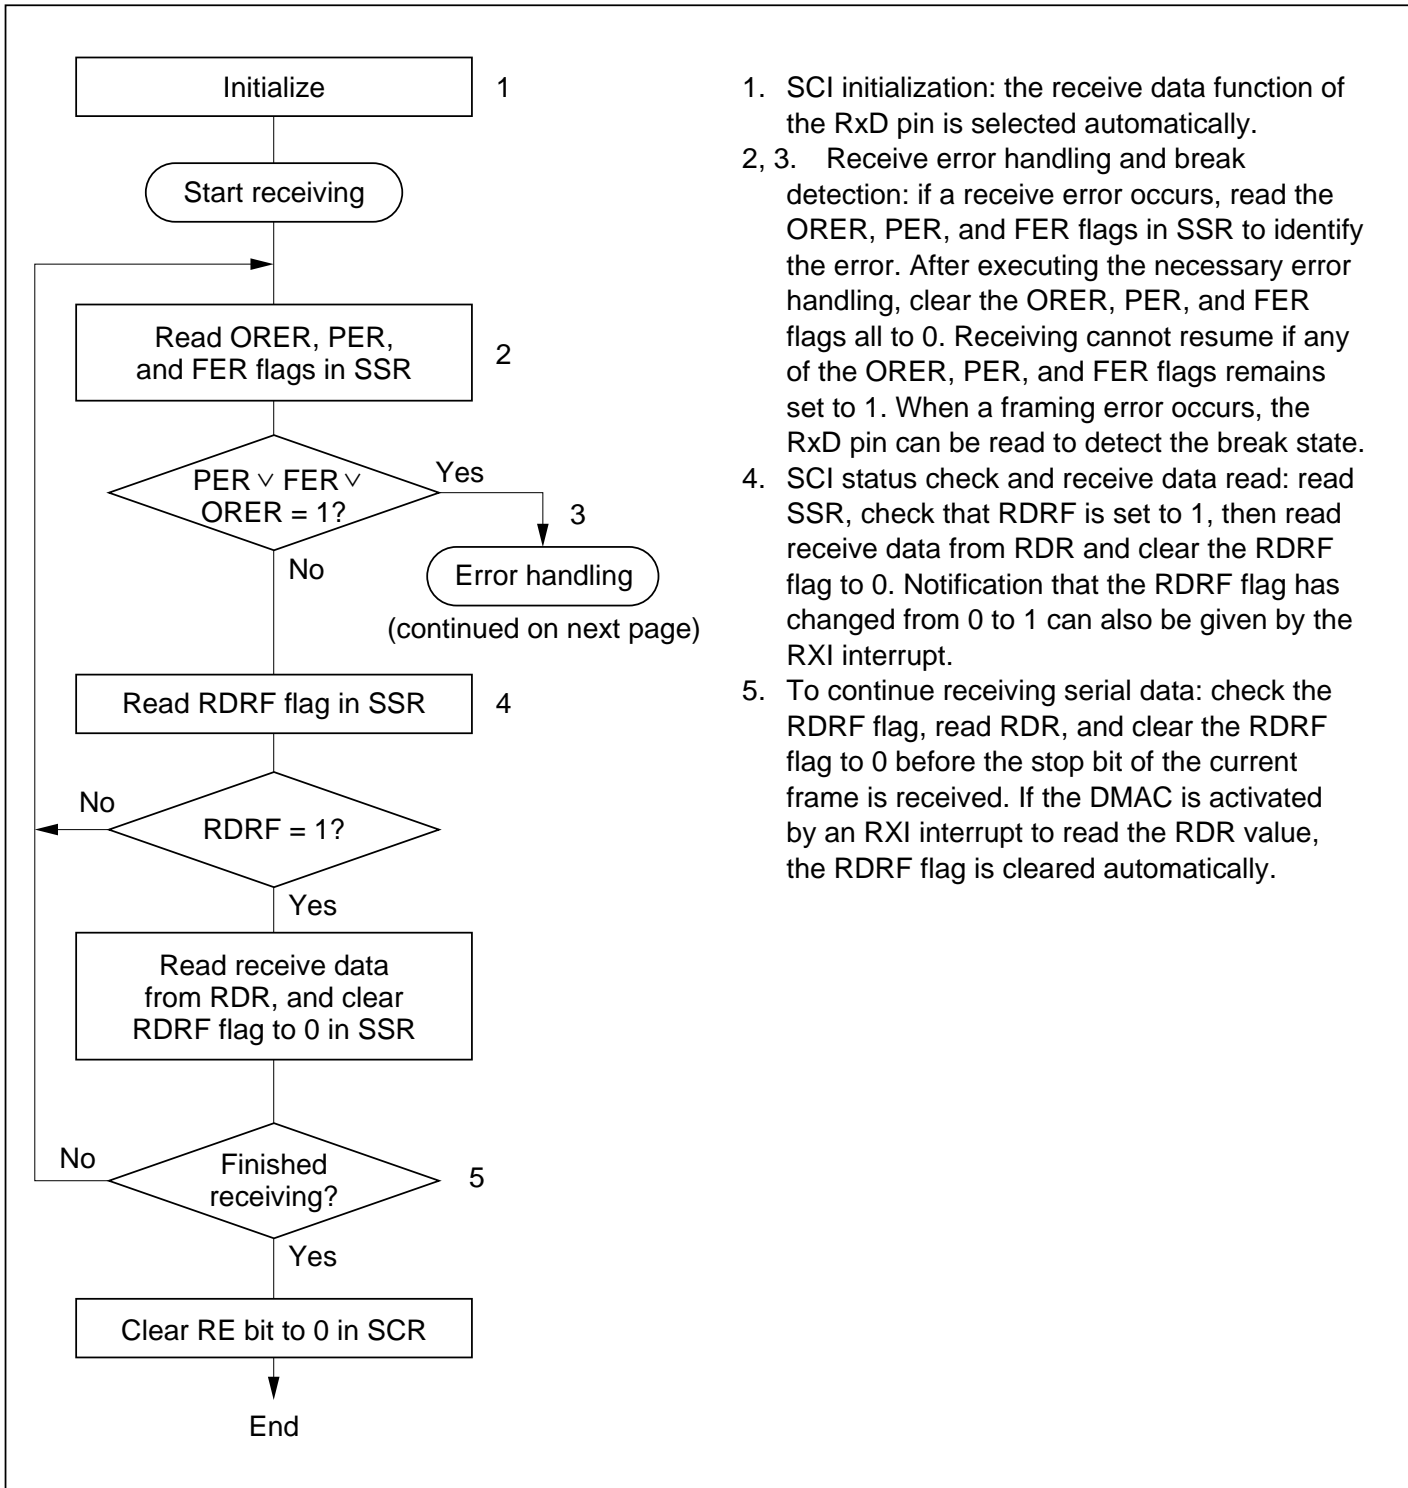 Initialize
1
Start receiving
Read ORER, PER,
and FER flags in SSR
2
PER ∨ FER ∨
ORER = 1?
Yes
3
No
Error handling
(continued on next page)
Read RDRF flag in SSR
4
No
RDRF = 1?
Yes
Read receive data
from RDR, and clear
RDRF flag to 0 in SSR
No
Finished
receiving?
5
Yes
Clear RE bit to 0 in SCR
End
1. SCI initialization: the receive data function of
the RxD pin is selected automatically.
2, 3. Receive error handling and break
detection: if a receive error occurs, read the
ORER, PER, and FER flags in SSR to identify
the error. After executing the necessary error
handling, clear the ORER, PER, and FER
flags all to 0. Receiving cannot resume if any
of the ORER, PER, and FER flags remains
set to 1. When a framing error occurs, the
RxD pin can be read to detect the break state.
4. SCI status check and receive data read: read
SSR, check that RDRF is set to 1, then read
receive data from RDR and clear the RDRF
flag to 0. Notification that the RDRF flag has
changed from 0 to 1 can also be given by the
RXI interrupt.
5. To continue receiving serial data: check the
RDRF flag, read RDR, and clear the RDRF
flag to 0 before the stop bit of the current
frame is received. If the DMAC is activated
by an RXI interrupt to read the RDR value,
the RDRF flag is cleared automatically.